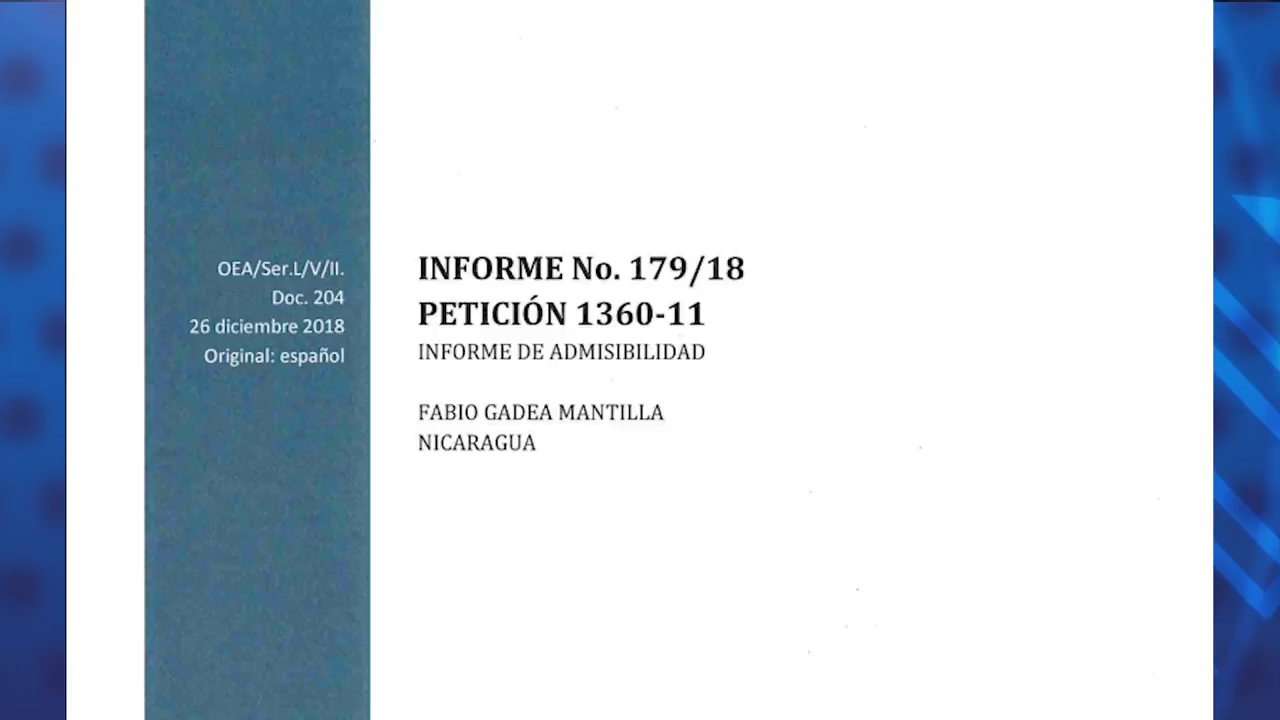 OEA/Ser.L/V/II.
Doc. 204
26 diciembre 2018
Original: español
INFORME No. 179/18
PETICIÓN 1360-11
INFORME DE ADMISIBILIDAD
FABIO GADEA MANTILLA
NICARAGUA